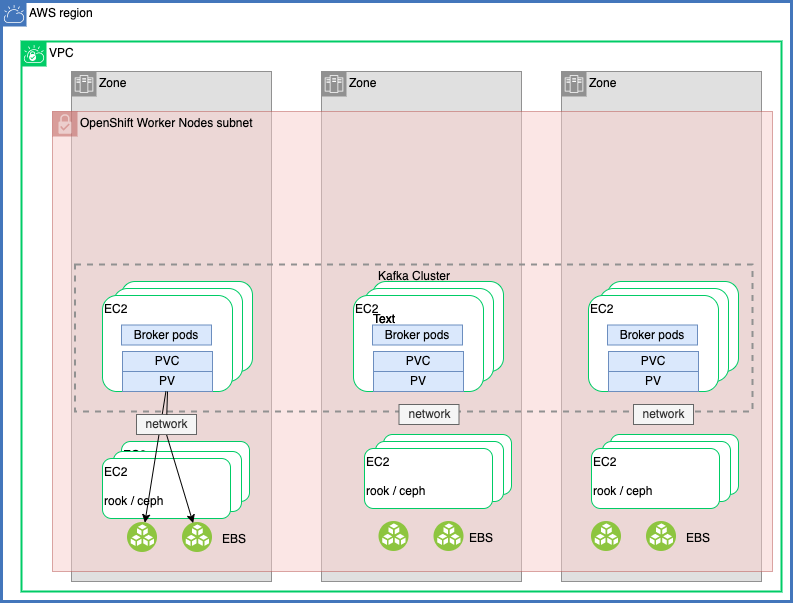 AWS region
VPC
Zone
Zone
Zone
OpenShift Worker Nodes subnet
Kafka Cluster
EC2
EC2
EC2
Text
Broker pods
Broker pods
Broker pods
PVC
PVC
PVC
PV
PV
PV
network
network
network
EC2
EC2
EC2
EC2
rook / ceph
rook / ceph
rook / ceph
EBS
EBS
EBS